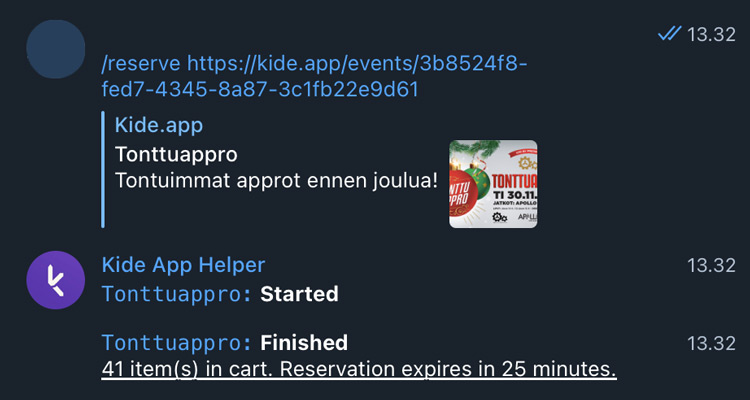 13.32
/reserve https://kide.app/events/3b8524f8-
fed7-4345-8a87-3c1fb22e9d61
Kide.app
Tonttuappro
Tontuimmat approt ennen joulua!
TONTTUA
TI 30.11.
JATKOT: APOLLO
Kide App Helper
13.32
Tonttuappro: Started
Tonttuappro: Finished
13.32
41 item(s) in cart. Reservation expires in 25 minutes.